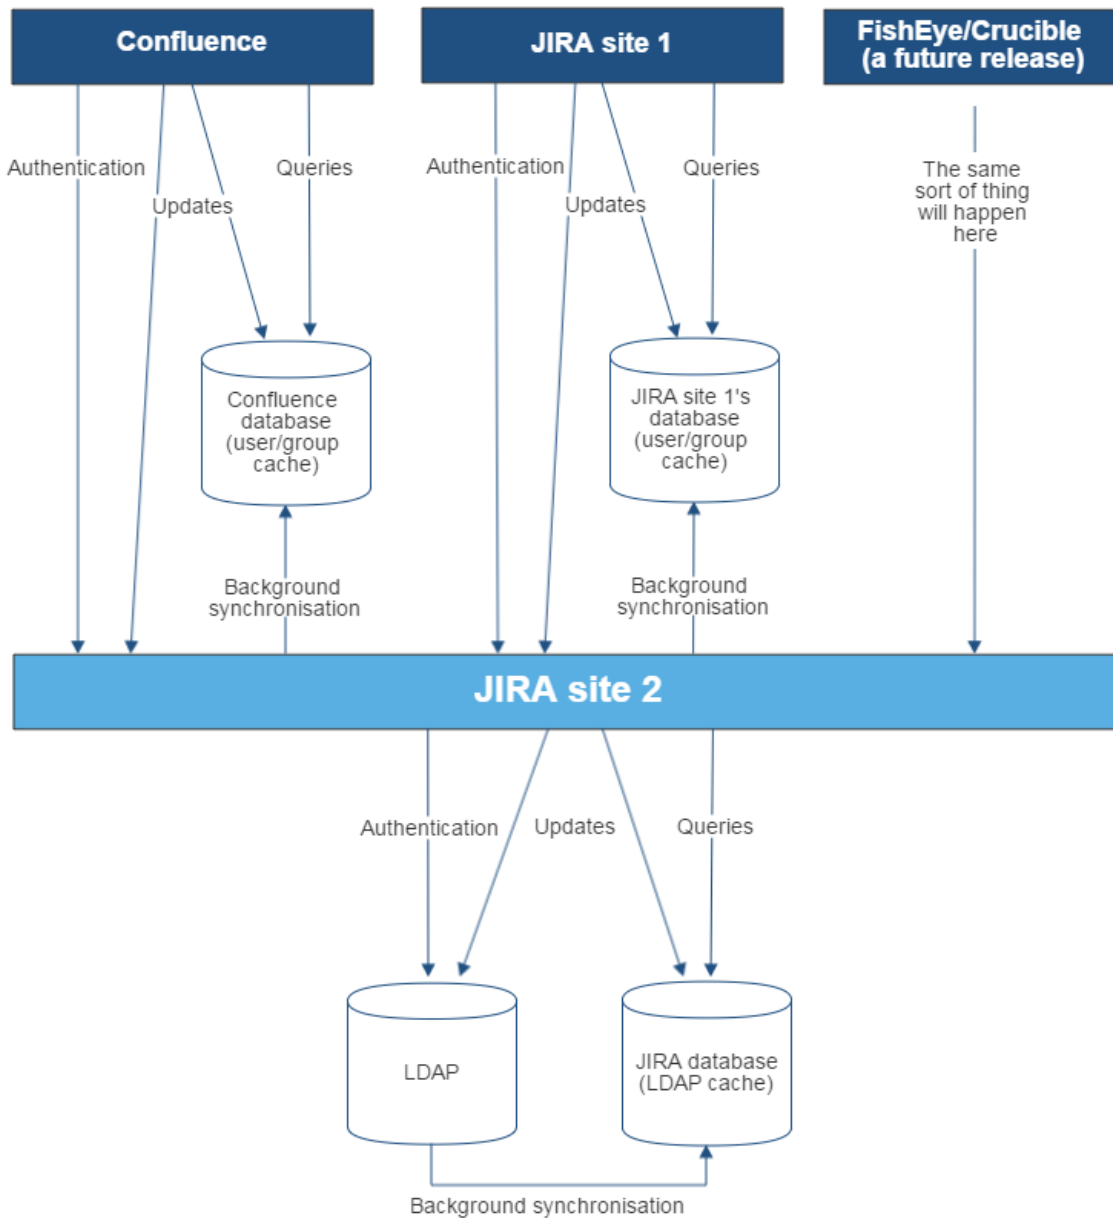 Confluence
JIRA site 1
FishEye/Crucible
(a future release)
Authentication
Queries
Updates
Authentication
Queries
Updates
The same
sort of thing
will happen
here
Confluence
database
(user/group
cache)
JIRA site 1's
database
(user/group
cache)
Background
synchronisation
Background
synchronisation
JIRA site 2
Authentication
Updates
Queries
LDAP
JIRA database
(LDAP cache)
Background synchronisation